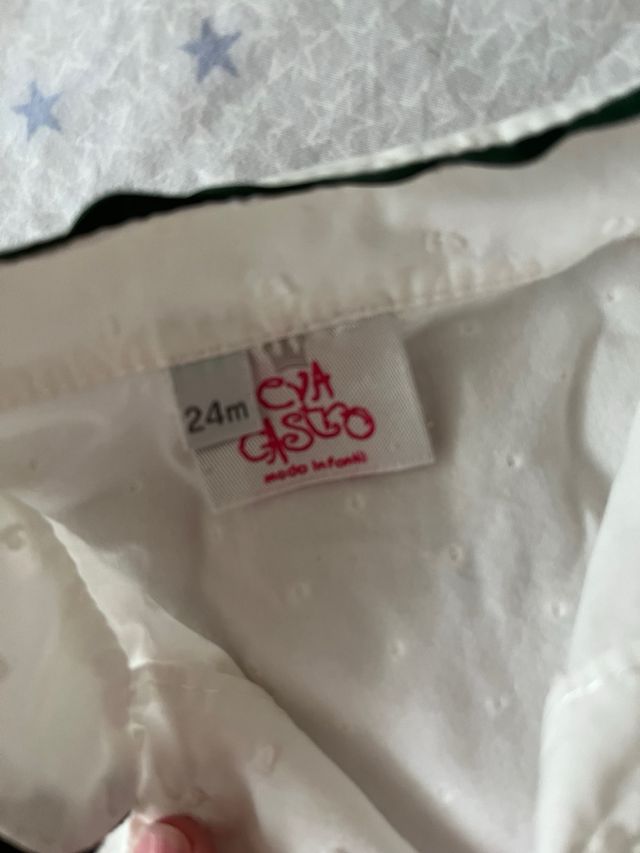 24m
EVA
CASTRO
moda infantil